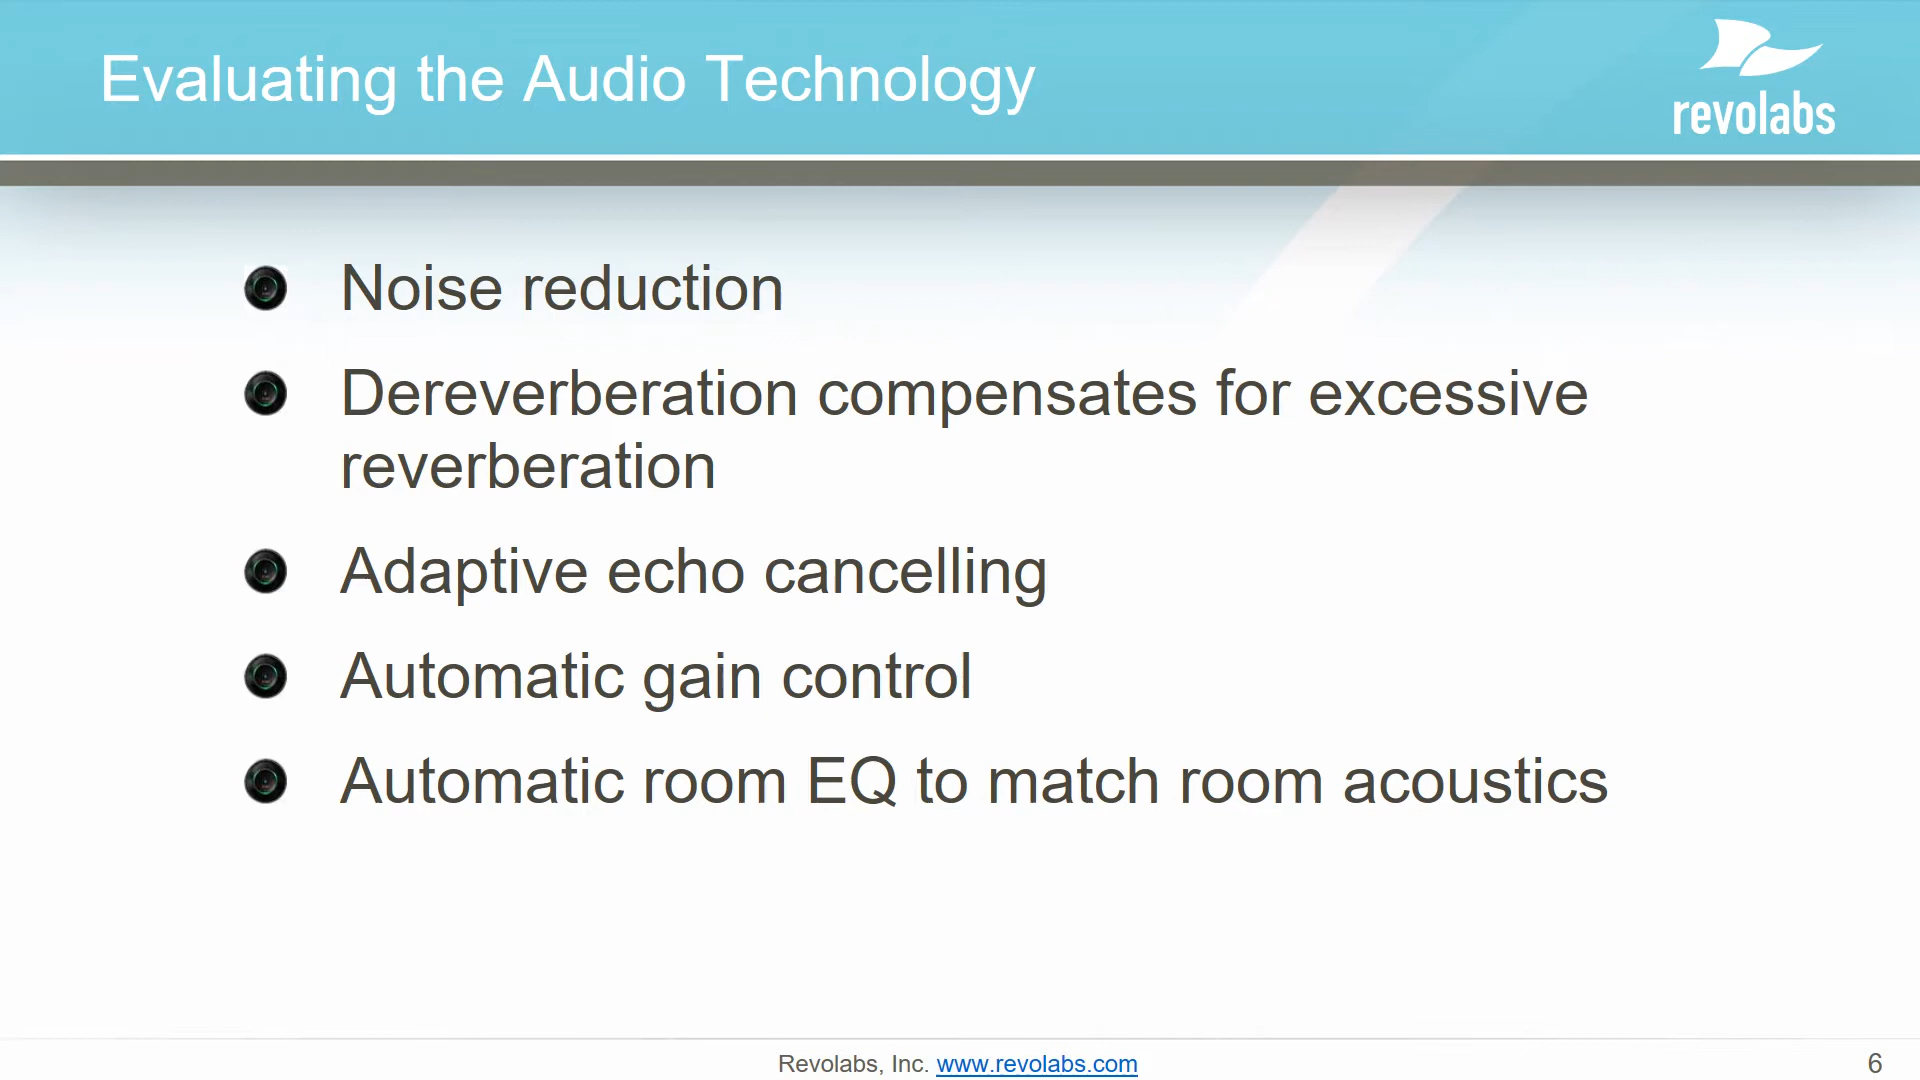 Evaluating the Audio Technology
revolabs
Noise reduction
Dereverberation compensates for excessive
reverberation
Adaptive echo cancelling
Automatic gain control
Automatic room EQ to match room acoustics
Revolabs, Inc. www.revolabs.com
6